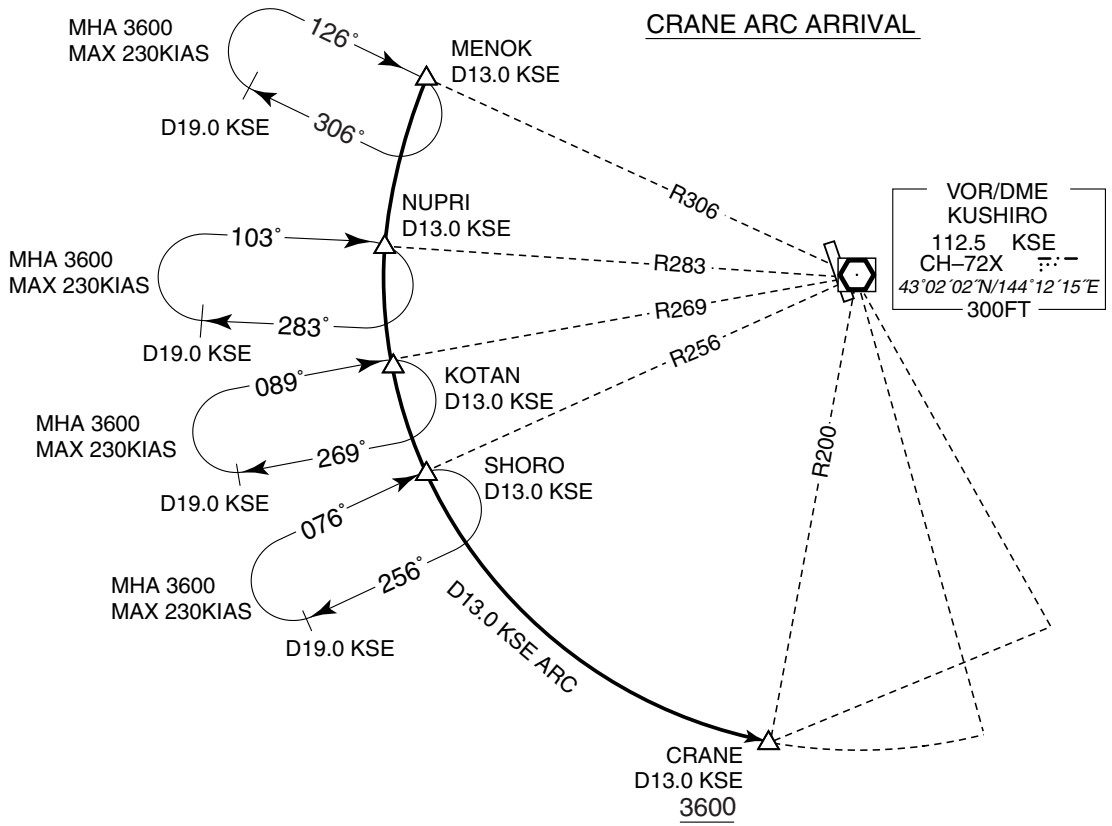 CRANE ARC ARRIVAL
MHA 3600
MAX 230KIAS
126°
MENOK
D13.0 KSE
D19.0 KSE
306°
R306
NUPRI
D13.0 KSE
VOR/DME
KUSHIRO
112.5 KSE
CH–72X
43°02´02˝N/144°12´15˝E
300FT
103°
MHA 3600
MAX 230KIAS
R283
283°
R269
D19.0 KSE
R256
089°
KOTAN
D13.0 KSE
MHA 3600
MAX 230KIAS
269°
R200
D19.0 KSE
SHORO
D13.0 KSE
076°
256°
MHA 3600
MAX 230KIAS
D19.0 KSE
D13.0 KSE ARC
CRANE
D13.0 KSE
3600